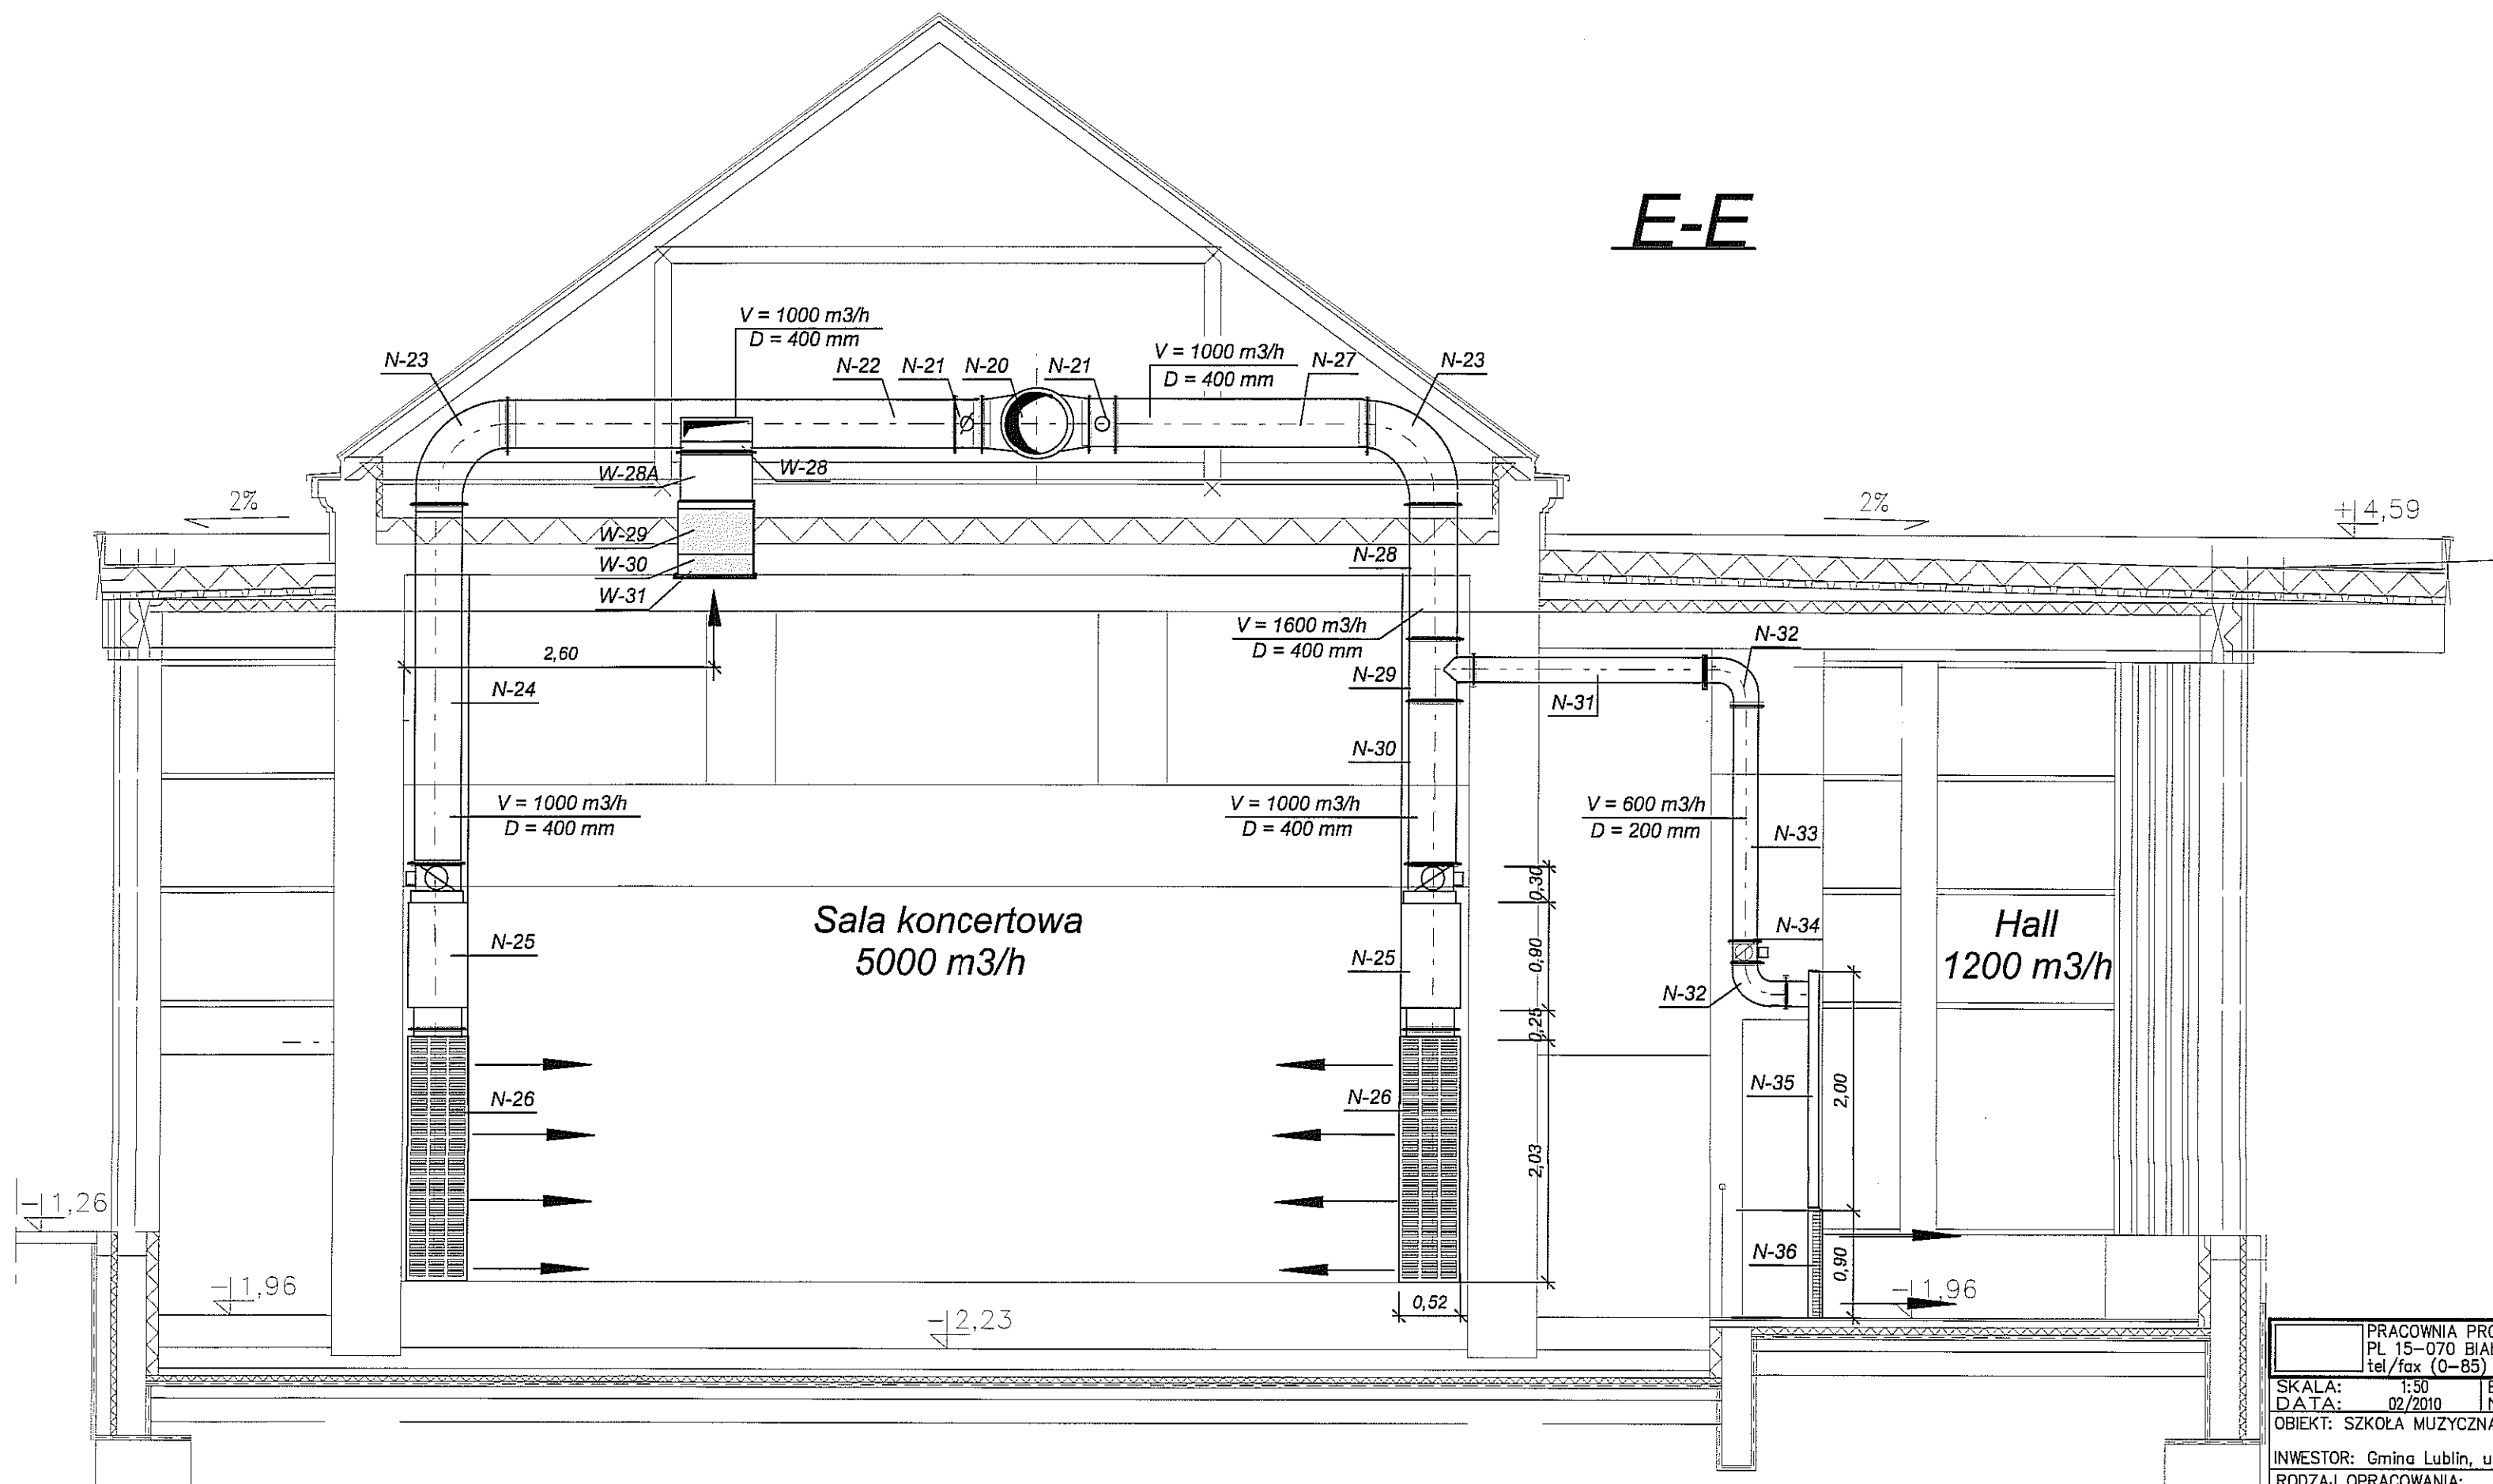 E-E
V = 1000 m3/h
D = 400 mm
N-23
N-22
N-21
N-20
N-21
V = 1000 m3/h
D = 400 mm
N-27
N-23
W-28A
W-28
2%
2%
+4,59
W-29
W-30
W-31
N-28
V = 1600 m3/h
D = 400 mm
N-32
2,60
N-24
N-29
N-31
N-30
V = 1000 m3/h
D = 400 mm
V = 1000 m3/h
D = 400 mm
V = 600 m3/h
D = 200 mm
N-33
0,30
Sala koncertowa
5000 m3/h
N-25
N-25
0,90
N-34
Hall
1200 m3/h
N-32
0,25
N-26
N-26
N-35
2,00
2,03
-1,26
N-36
0,90
-1,96
-1,96
0,52
-2,23
PRACOWNIA
PL 15-070
tel/fax (0-85)
SKALA: 1:50
DATA: 02/2010
OBIEKT: SZKOŁA MUZYCZNA
INWESTOR: Gmina Lublin,
RODZAJ OPRACOWANIA: